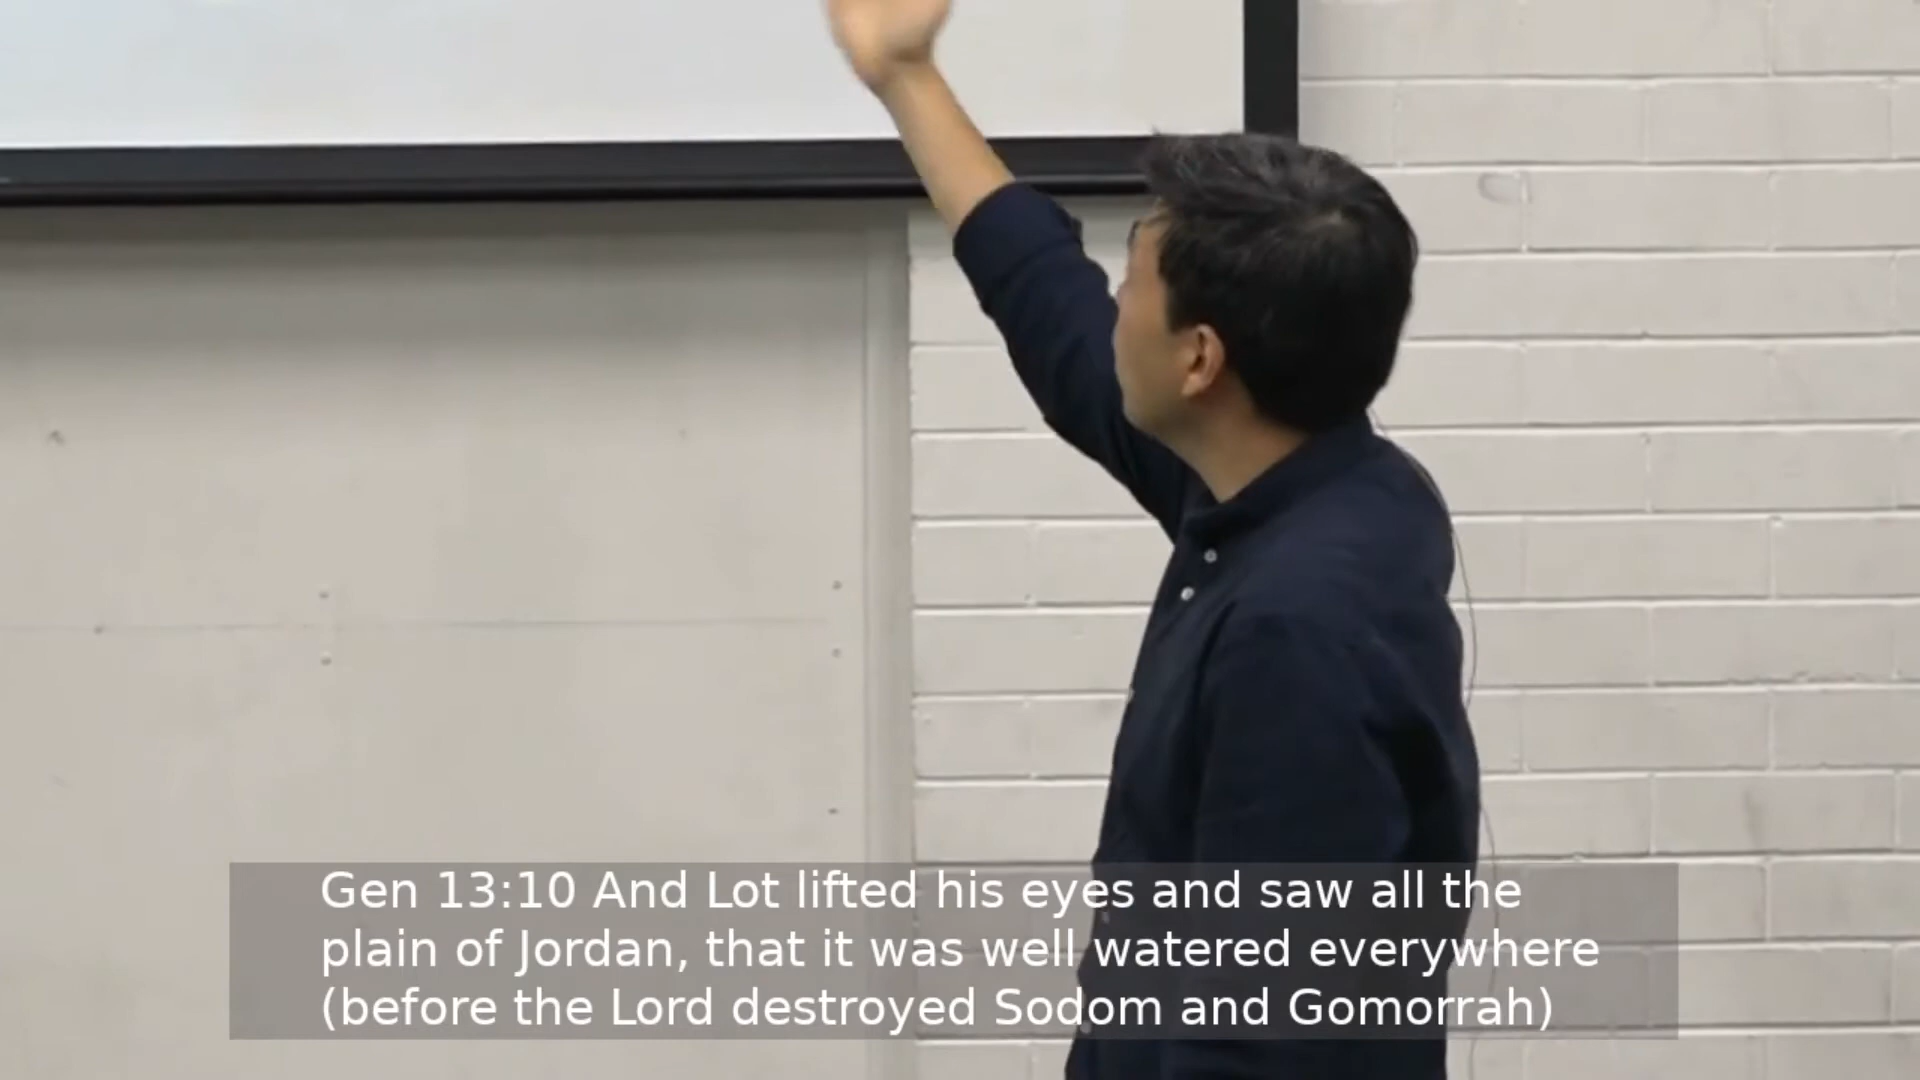 Gen 13:10 And Lot lifted his eyes and saw all the
plain of Jordan, that it was well watered everywhere
(before the Lord destroyed Sodom and Gomorrah)